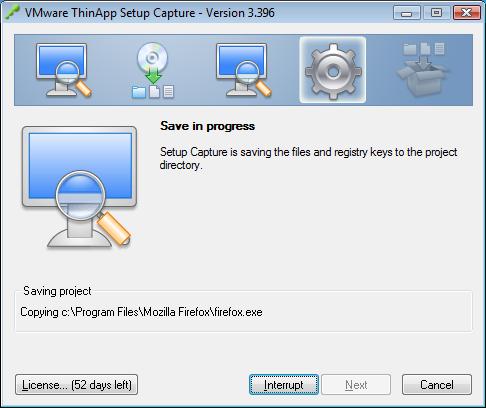 VMware ThinApp Setup Capture - Version 3.396
Save in progress
Setup Capture is saving the files and registry keys to the project
directory.
Saving project
Copying c:\Program Files\Mozilla Firefox\firefox.exe
License... (52 days left)
Interrupt
Next
Cancel